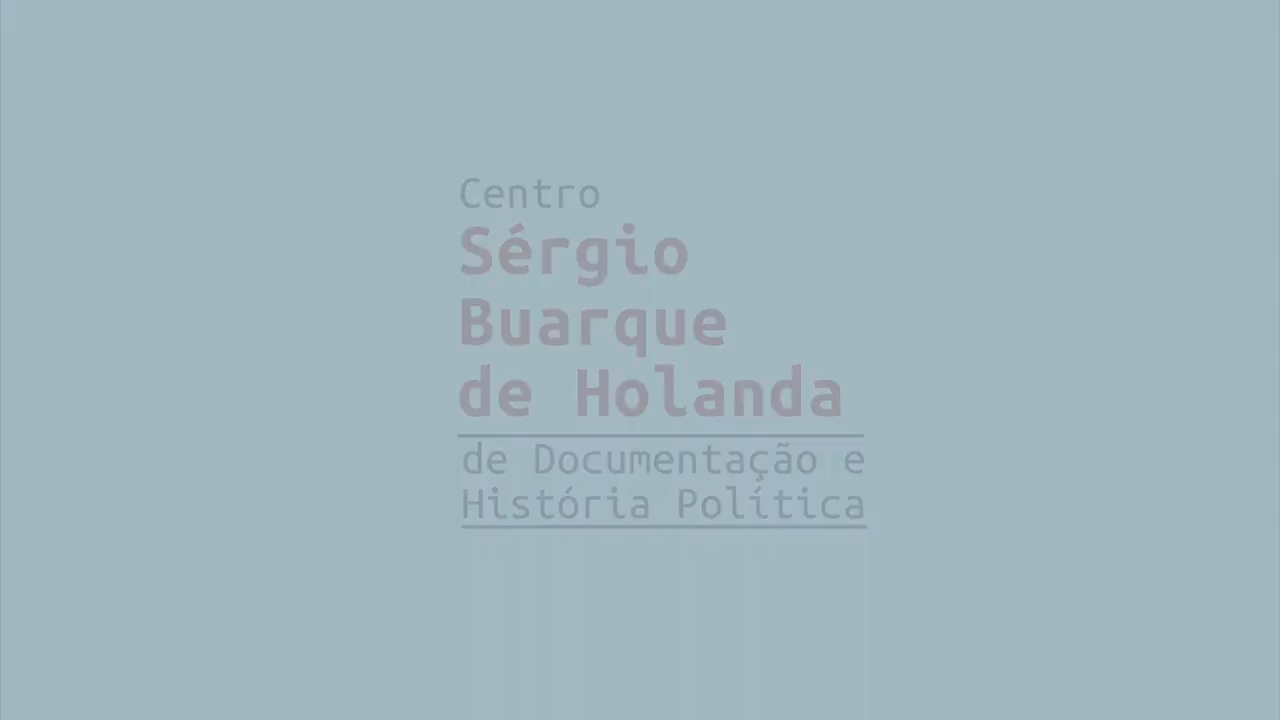 Centro
Sérgio
Buarque
de Holanda
de Documentação e
História Política